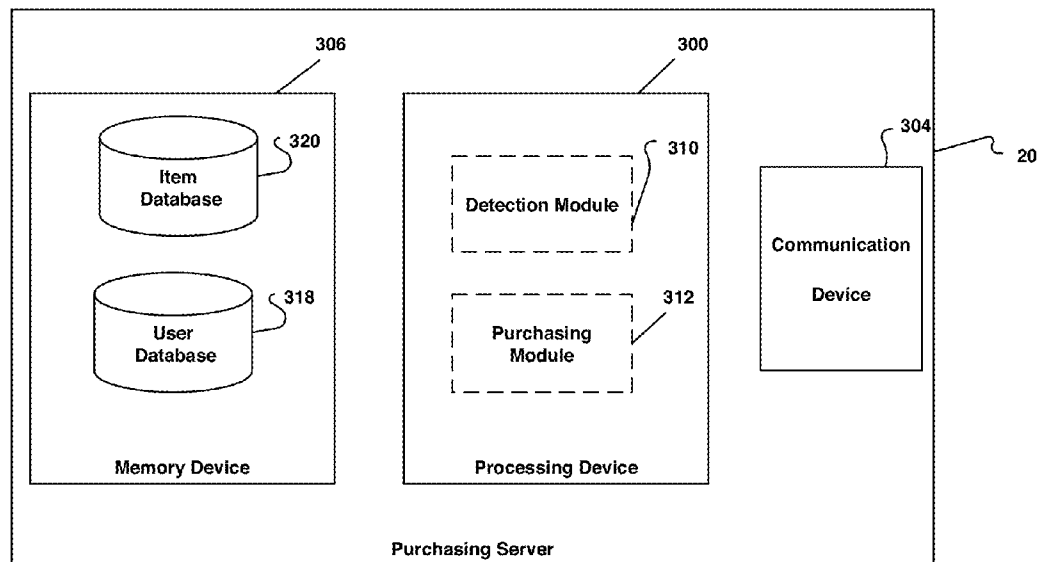 306
300
304
20
320
Item
Database
310
Detection Module
Communication
Device
318
User
Database
312
Purchasing
Module
Memory Device
Processing Device
Purchasing Server